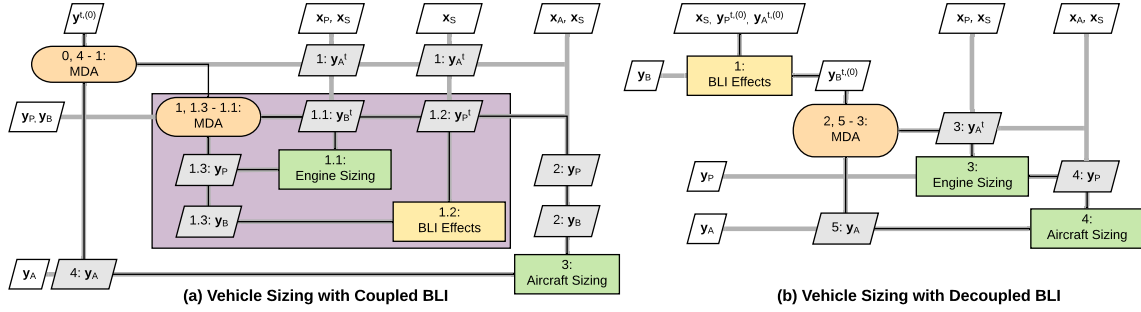 y^t,(0)
x_P, x_S
x_S
x_A, x_S
0, 4 - 1:
MDA
1: y_A^t
1: y_A^t
y_P, y_B
1, 1.3 - 1.1:
MDA
1.1: y_B^t
1.2: y_P^t
1.3: y_P
1.1:
Engine Sizing
2: y_P
1.3: y_B
1.2:
BLI Effects
2: y_B
y_A
4: y_A
3:
Aircraft Sizing
(a) Vehicle Sizing with Coupled BLI
x_S, y_P^t,(0), y_A^t,(0)
x_P, x_S
x_A, x_S
y_B
1:
BLI Effects
y_B^t,(0)
2, 5 - 3:
MDA
3: y_A^t
y_P
3:
Engine Sizing
4: y_P
y_A
5: y_A
4:
Aircraft Sizing
(b) Vehicle Sizing with Decoupled BLI